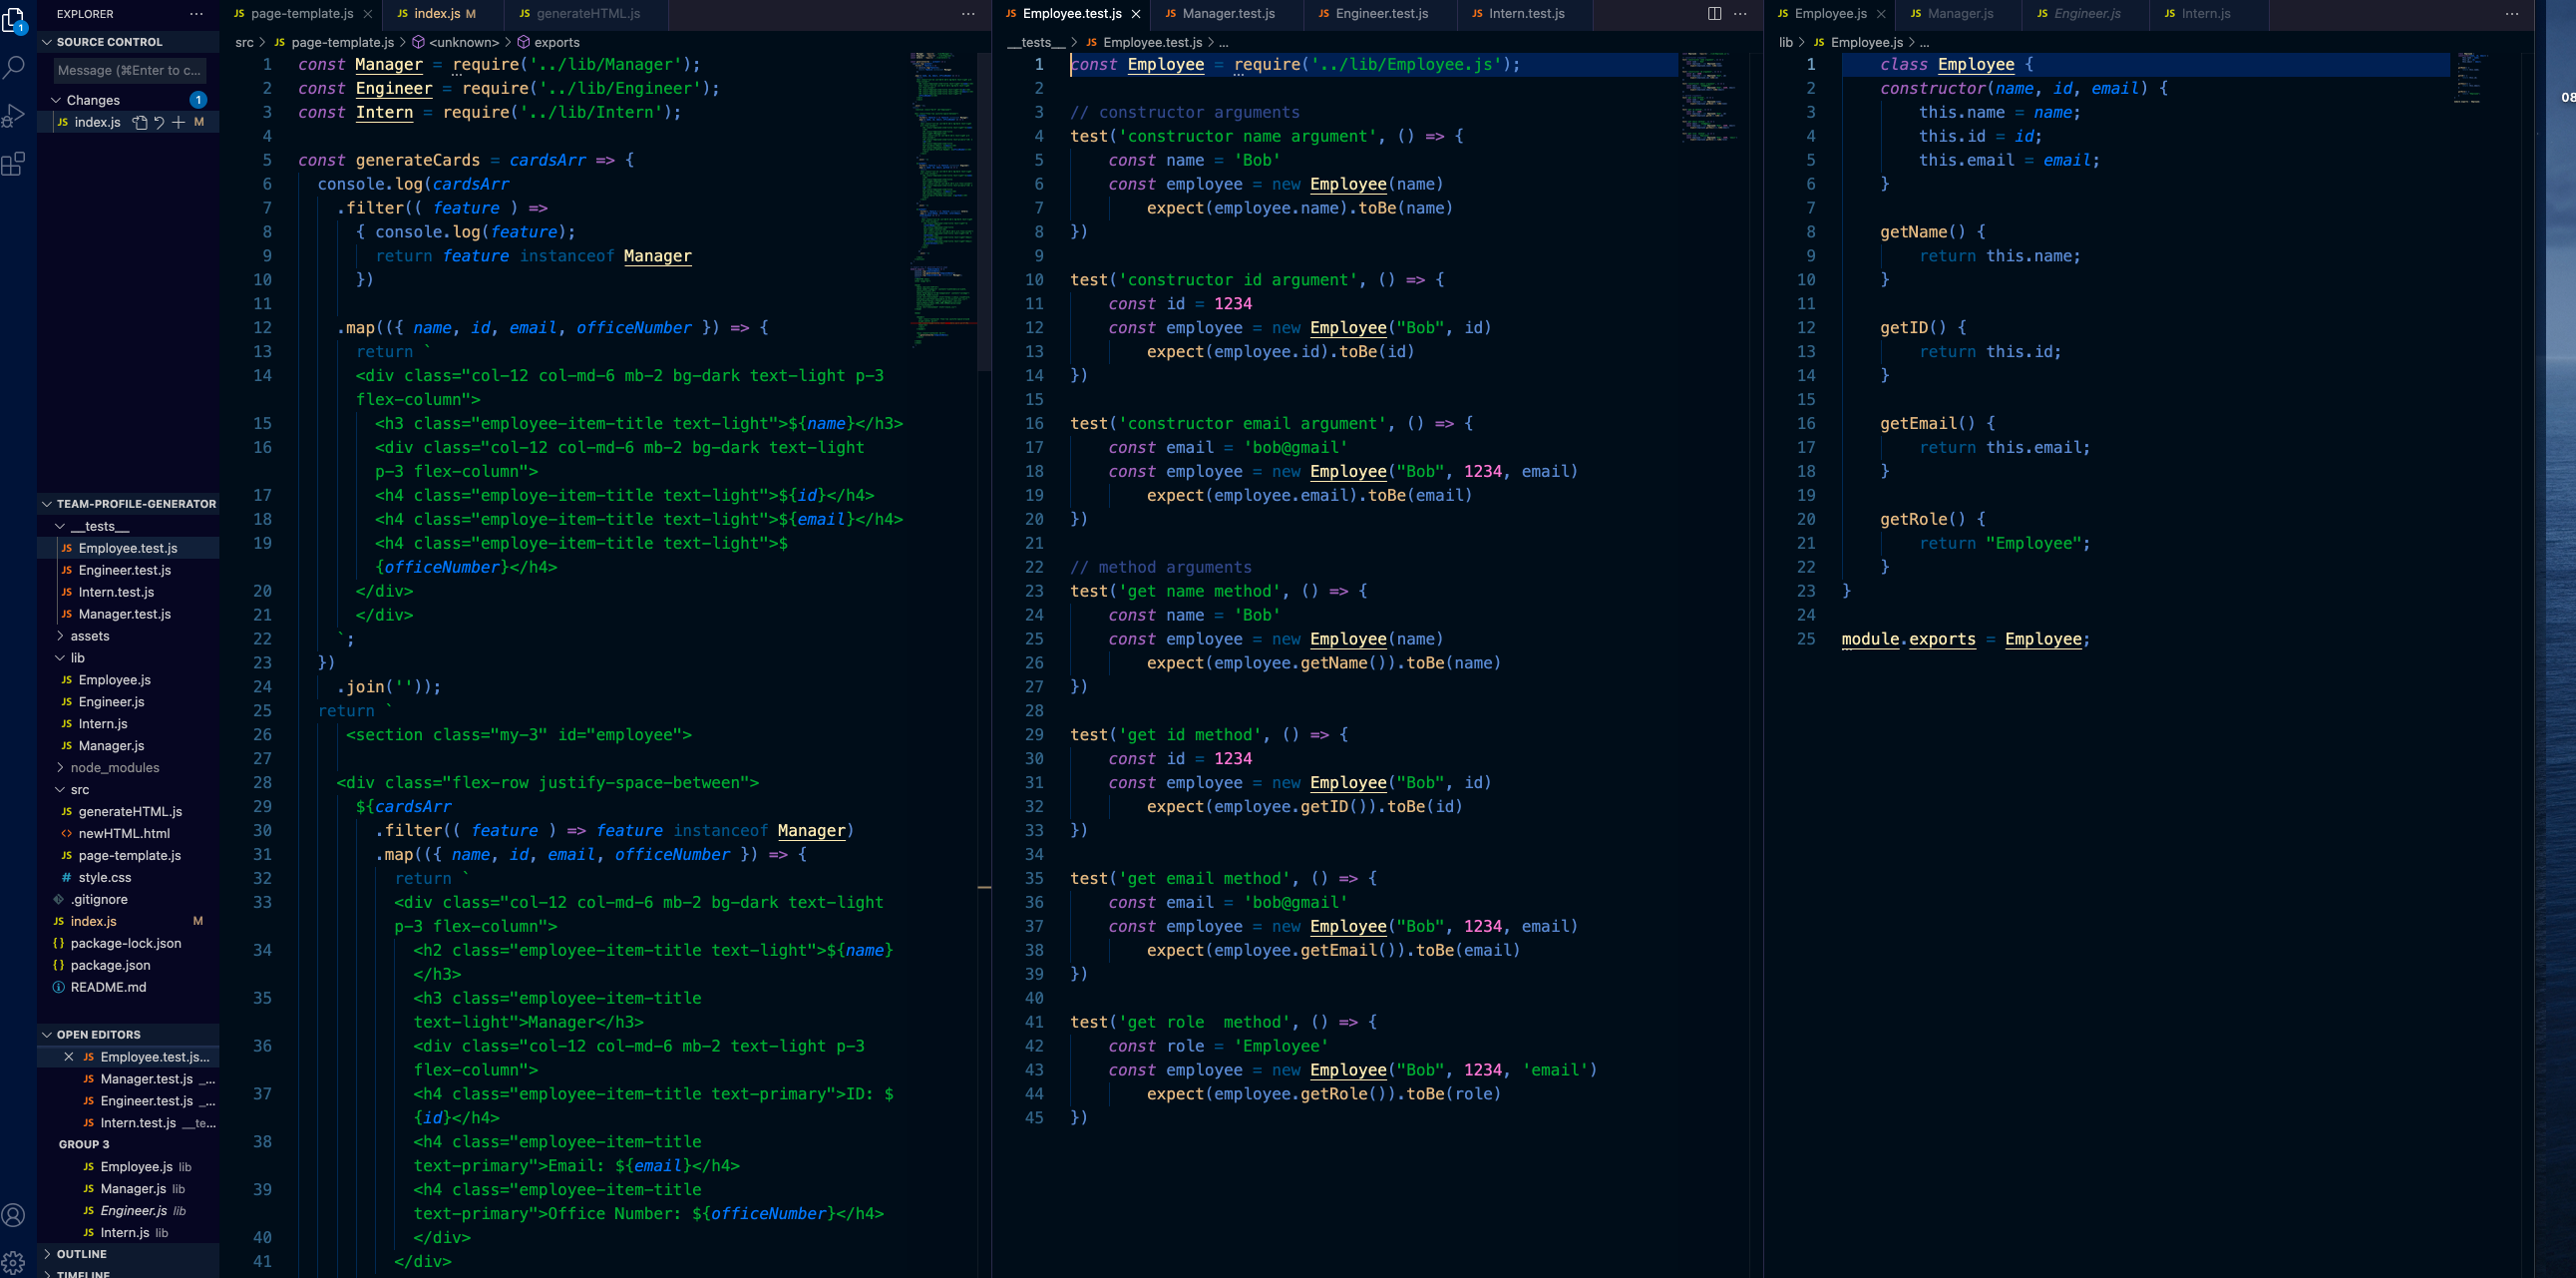 EXPLORER
SOURCE CONTROL
Message (⌘Enter to c...
Changes
1
index.js
M
TEAM-PROFILE-GENERATOR
__tests__
JS Employee.test.js
JS Engineer.test.js
JS Intern.test.js
JS Manager.test.js
assets
lib
JS Employee.js
JS Engineer.js
JS Intern.js
JS Manager.js
node_modules
src
JS generateHTML.js
<> newHTML.html
JS page-template.js
# style.css
.gitignore
JS index.js M
{} package-lock.json
{} package.json
README.md
OPEN EDITORS
JS Employee.test.js...
JS Manager.test.js _...
JS Engineer.test.js _...
JS Intern.test.js __te...
GROUP 3
JS Employee.js lib
JS Manager.js lib
JS Engineer.js lib
JS Intern.js lib
OUTLINE
TIMELINE
JS page-template.js
JS index.js M
JS generateHTML.js
src > JS page-template.js > <unknown> > exports
1 const Manager = require('../lib/Manager');
2 const Engineer = require('../lib/Engineer');
3 const Intern = require('../lib/Intern');
4
5 const generateCards = cardsArr => {
6 console.log(cardsArr
7 .filter(( feature ) =>
8 { console.log(feature);
9 return feature instanceof Manager
10 })
11
12 .map(({ name, id, email, officeNumber }) => {
13 return `
14 <div class="col-12 col-md-6 mb-2 bg-dark text-light p-3
flex-column">
15 <h3 class="employee-item-title text-light">${name}</h3>
16 <div class="col-12 col-md-6 mb-2 bg-dark text-light
p-3 flex-column">
17 <h4 class="employe-item-title text-light">${id}</h4>
18 <h4 class="employe-item-title text-light">${email}</h4>
19 <h4 class="employe-item-title text-light">$
{officeNumber}</h4>
20 </div>
21 </div>
22 `;
23 })
24 .join(''));
25 return `
26 <section class="my-3" id="employee">
27
28 <div class="flex-row justify-space-between">
29 ${cardsArr
30 .filter(( feature ) => feature instanceof Manager)
31 .map(({ name, id, email, officeNumber }) => {
32 return `
33 <div class="col-12 col-md-6 mb-2 bg-dark text-light
p-3 flex-column">
34 <h2 class="employee-item-title text-light">${name}
</h3>
35 <h3 class="employee-item-title
text-light">Manager</h3>
36 <div class="col-12 col-md-6 mb-2 text-light p-3
flex-column">
37 <h4 class="employee-item-title text-primary">ID: $
{id}</h4>
38 <h4 class="employee-item-title
text-primary">Email: ${email}</h4>
39 <h4 class="employee-item-title
text-primary">Office Number: ${officeNumber}</h4>
40 </div>
41 </div>
JS Employee.test.js
JS Manager.test.js
JS Engineer.test.js
JS Intern.test.js
__tests__ > JS Employee.test.js > ...
1 const Employee = require('../lib/Employee.js');
2
3 // constructor arguments
4 test('constructor name argument', () => {
5 const name = 'Bob'
6 const employee = new Employee(name)
7 expect(employee.name).toBe(name)
8 })
9
10 test('constructor id argument', () => {
11 const id = 1234
12 const employee = new Employee("Bob", id)
13 expect(employee.id).toBe(id)
14 })
15
16 test('constructor email argument', () => {
17 const email = 'bob@gmail'
18 const employee = new Employee("Bob", 1234, email)
19 expect(employee.email).toBe(email)
20 })
21
22 // method arguments
23 test('get name method', () => {
24 const name = 'Bob'
25 const employee = new Employee(name)
26 expect(employee.getName()).toBe(name)
27 })
28
29 test('get id method', () => {
30 const id = 1234
31 const employee = new Employee("Bob", id)
32 expect(employee.getID()).toBe(id)
33 })
34
35 test('get email method', () => {
36 const email = 'bob@gmail'
37 const employee = new Employee("Bob", 1234, email)
38 expect(employee.getEmail()).toBe(email)
39 })
40
41 test('get role  method', () => {
42 const role = 'Employee'
43 const employee = new Employee("Bob", 1234, 'email')
44 expect(employee.getRole()).toBe(role)
45 })
JS Employee.js
JS Manager.js
JS Engineer.js
JS Intern.js
lib > JS Employee.js > ...
1 class Employee {
2 constructor(name, id, email) {
3 this.name = name;
4 this.id = id;
5 this.email = email;
6 }
7
8 getName() {
9 return this.name;
10 }
11
12 getID() {
13 return this.id;
14 }
15
16 getEmail() {
17 return this.email;
18 }
19
20 getRole() {
21 return "Employee";
22 }
23 }
24
25 module.exports = Employee;
08